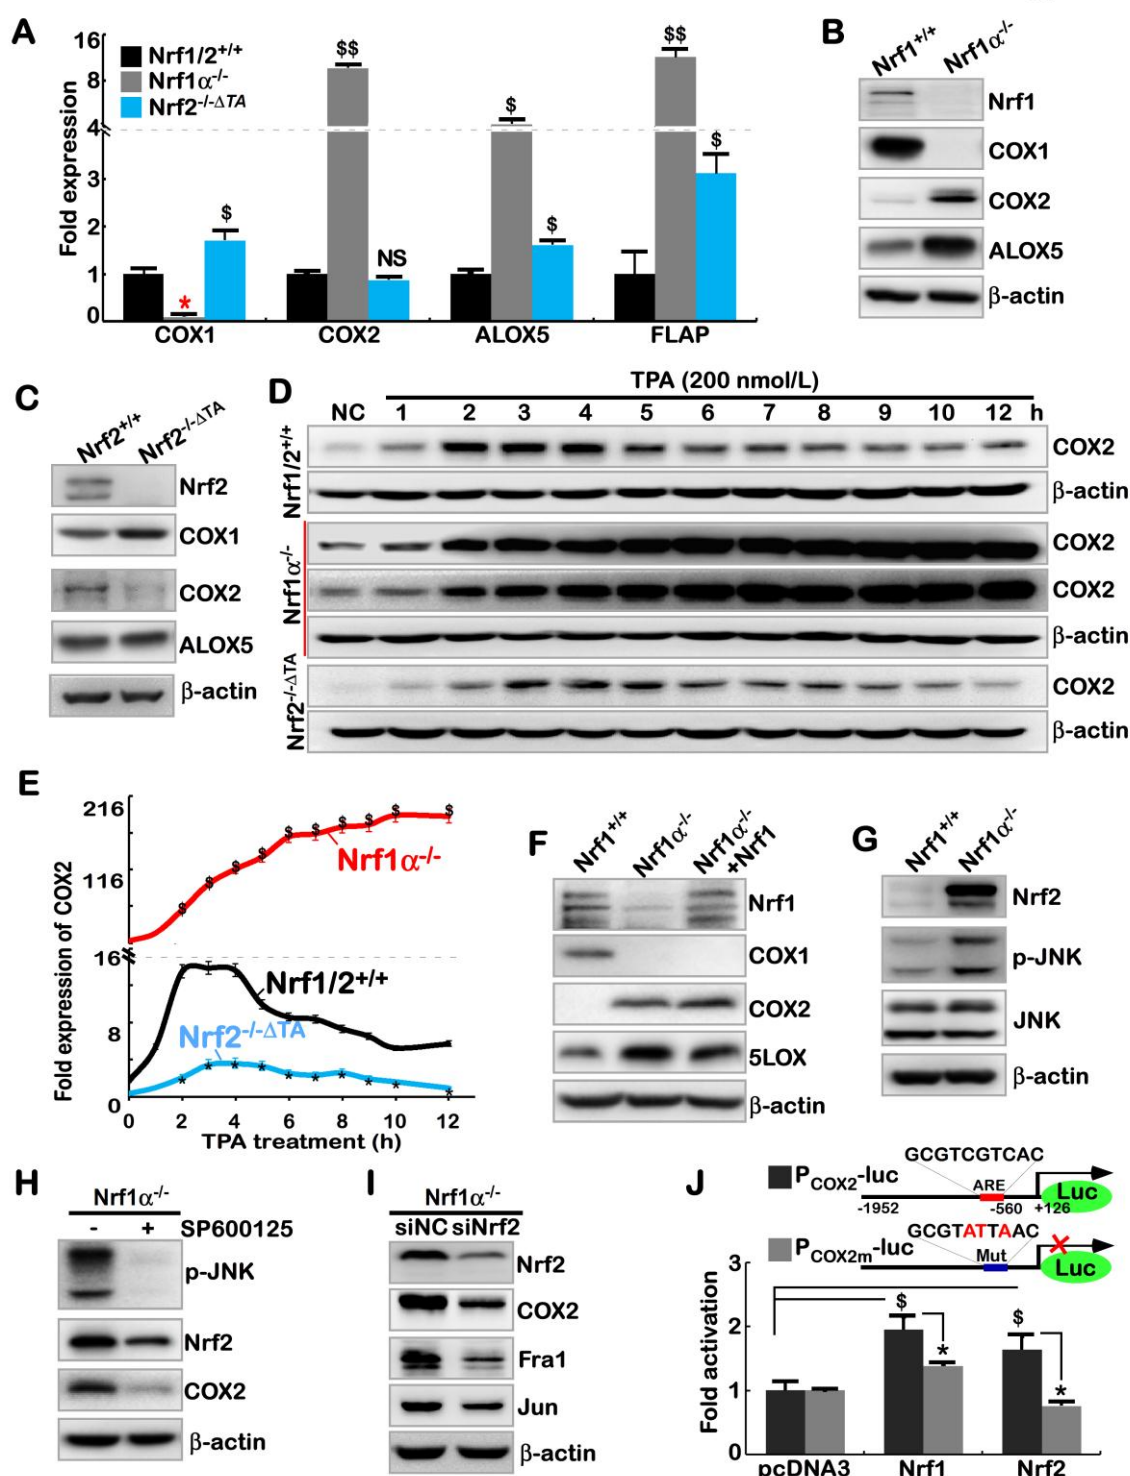 A
16
8
4
3
2
1
0
Fold expression
Nrf1/2+/+
Nrf1α-/-
Nrf2-/-ΔTA
*
$
$$
NS
$
$
$$
$
COX1 COX2 ALOX5 FLAP
B
Nrf1+/+ Nrf1α-/-
Nrf1
COX1
COX2
ALOX5
β-actin
C
Nrf2+/+ Nrf2-/-ΔTA
Nrf2
COX1
COX2
ALOX5
β-actin
D
TPA (200 nmol/L)
NC 1 2 3 4 5 6 7 8 9 10 12 h
Nrf1/2+/+
COX2
β-actin
Nrf1α-/-
COX2
COX2
β-actin
Nrf2-/-ΔTA
COX2
β-actin
E
216
116
16
8
0
Fold expression of COX2
$ $ $ $ $ $ $ $ $ $
Nrf1α-/-
Nrf1/2+/+
Nrf2-/-ΔTA
* * * * * * * * * *
0 2 4 6 8 10 12
TPA treatment (h)
F
Nrf1+/+ Nrf1α-/- Nrf1α-/-
+Nrf1
Nrf1
COX1
COX2
5LOX
β-actin
G
Nrf1+/+ Nrf1α-/-
Nrf2
p-JNK
JNK
β-actin
H
Nrf1α-/-
- + SP600125
p-JNK
Nrf2
COX2
β-actin
I
Nrf1α-/-
siNC siNrf2
Nrf2
COX2
Fra1
Jun
β-actin
J
GCGTCGTCAC
PCOX2-luc
ARE
Luc
-1952 -560 +126
GCGTATTAAC
PCOX2m-luc
Mut
Luc
3
2
1
0
Fold activation
$
*
$
*
pcDNA3 Nrf1 Nrf2